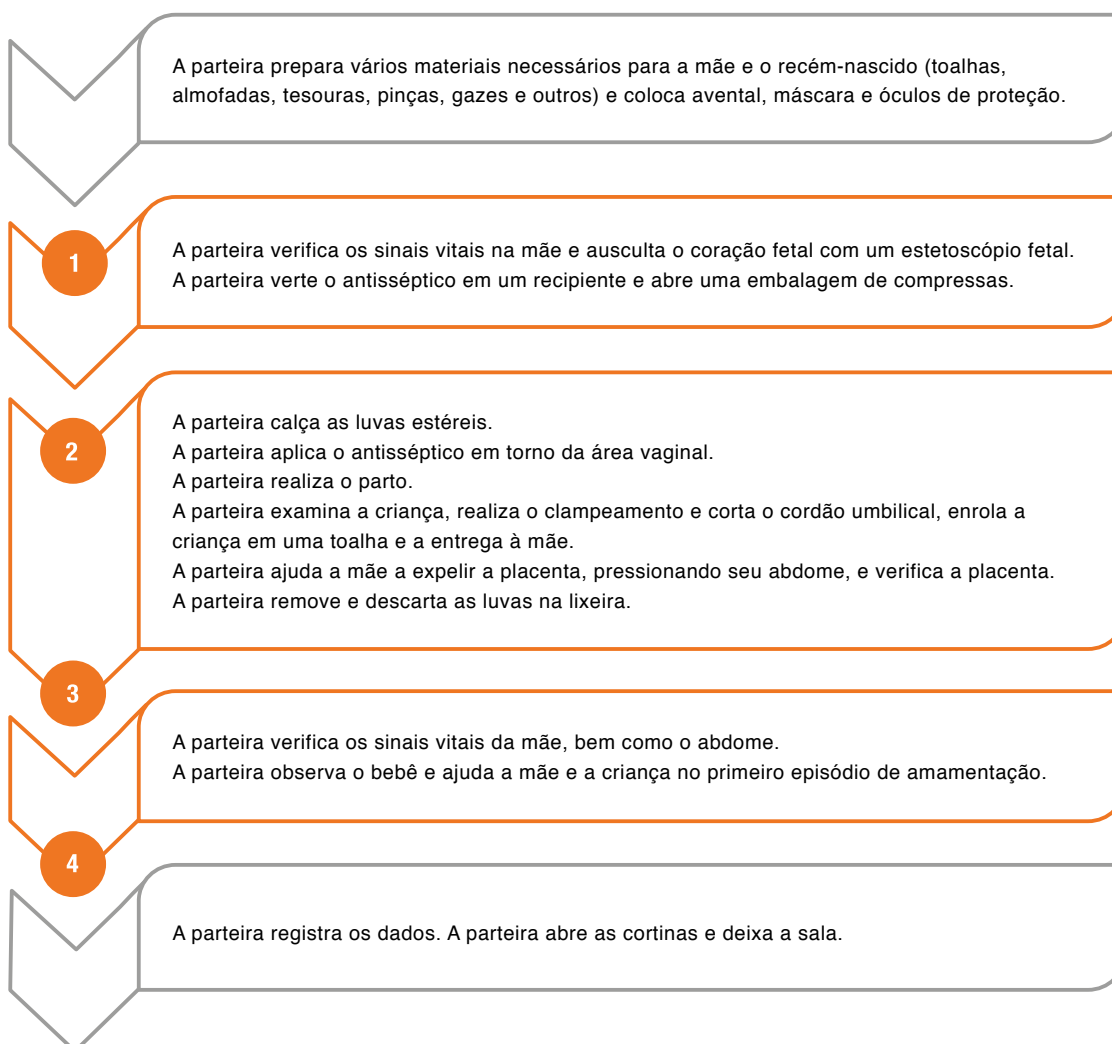 A parteira prepara vários materiais necessários para a mãe e o recém-nascido (toalhas,
almofadas, tesouras, pinças, gazes e outros) e coloca avental, máscara e óculos de proteção.
1
A parteira verifica os sinais vitais na mãe e ausculta o coração fetal com um estetoscópio fetal.
A parteira verte o antisséptico em um recipiente e abre uma embalagem de compressas.
2
A parteira calça as luvas estéreis.
A parteira aplica o antisséptico em torno da área vaginal.
A parteira realiza o parto.
A parteira examina a criança, realiza o clampeamento e corta o cordão umbilical, enrola a
criança em uma toalha e a entrega à mãe.
A parteira ajuda a mãe a expelir a placenta, pressionando seu abdome, e verifica a placenta.
A parteira remove e descarta as luvas na lixeira.
3
A parteira verifica os sinais vitais da mãe, bem como o abdome.
A parteira observa o bebê e ajuda a mãe e a criança no primeiro episódio de amamentação.
4
A parteira registra os dados. A parteira abre as cortinas e deixa a sala.